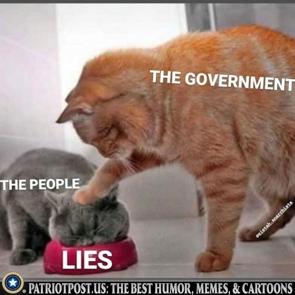 THE GOVERNMENT
THE PEOPLE
LIES
PATRIOTPOST.US: THE BEST HUMOR, MEMES, & CARTOONS